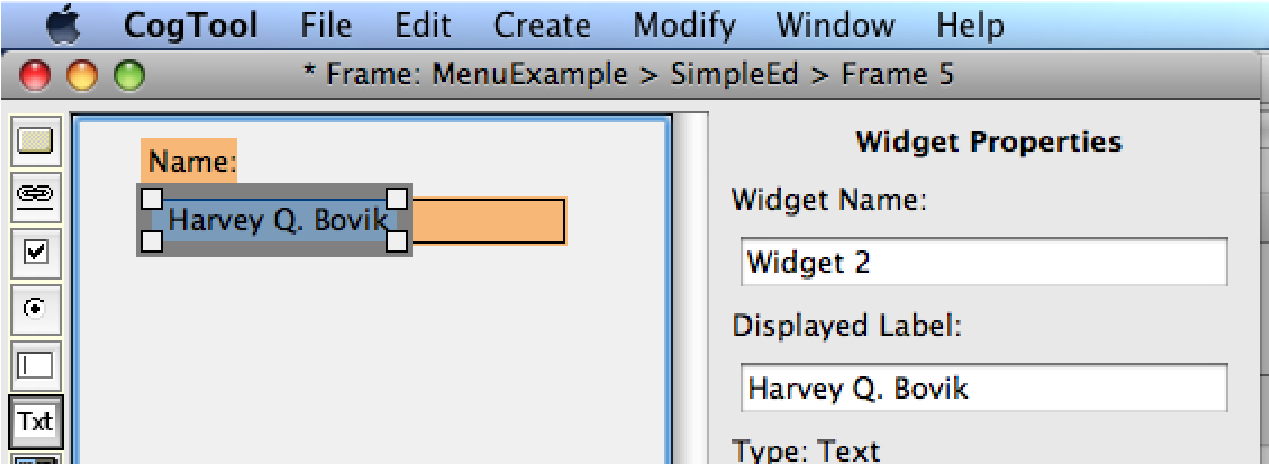 CogTool File Edit Create Modify Window Help
* Frame: MenuExample > SimpleEd > Frame 5
Name:
Harvey Q. Bovik
Txt
Widget Properties
Widget Name:
Widget 2
Displayed Label:
Harvey Q. Bovik
Type: Text